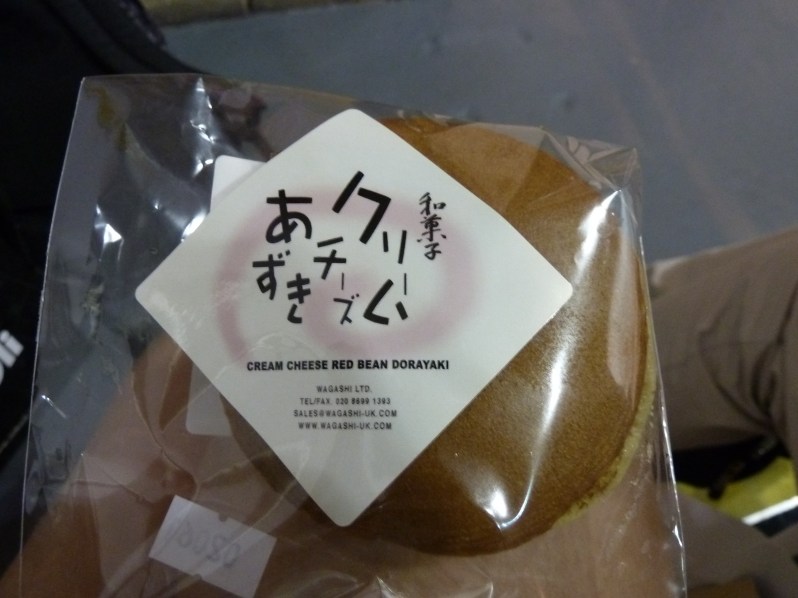 和菓子
クリーム
チーズ
あずき
CREAM CHEESE RED BEAN DORAYAKI
WAGASHI LTD.
TEL/FAX. 020 8699 1393
SALES@WAGASHI-UK.COM
WWW.WAGASHI-UK.COM